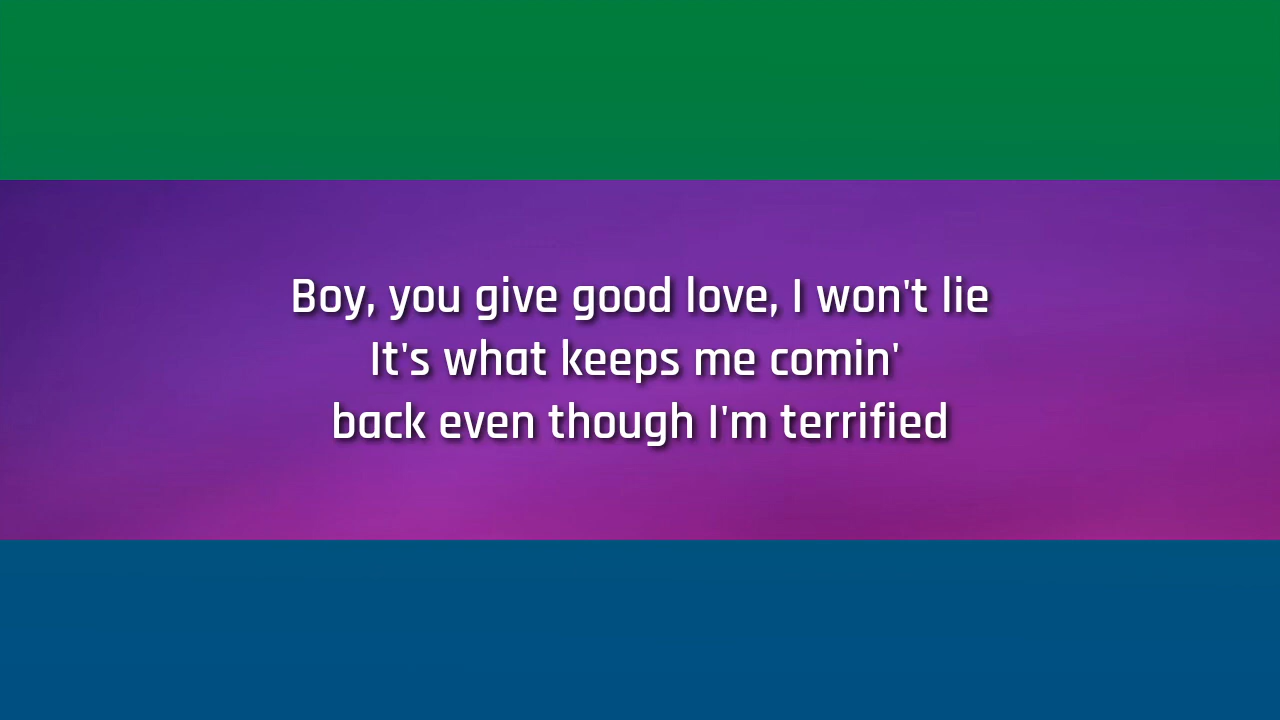 Boy, you give good love, I won't lie
It's what keeps me comin'
back even though I'm terrified